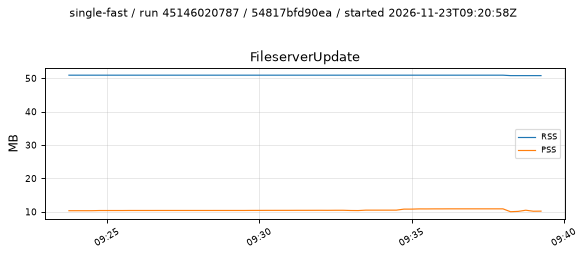 single-fast / run 45146020787 / 54817bfd90ea / started 2026-11-23T09:20:58Z
FileserverUpdate
50
40
30
20
10
MB
RSS
PSS
09:25
09:30
09:35
09:40